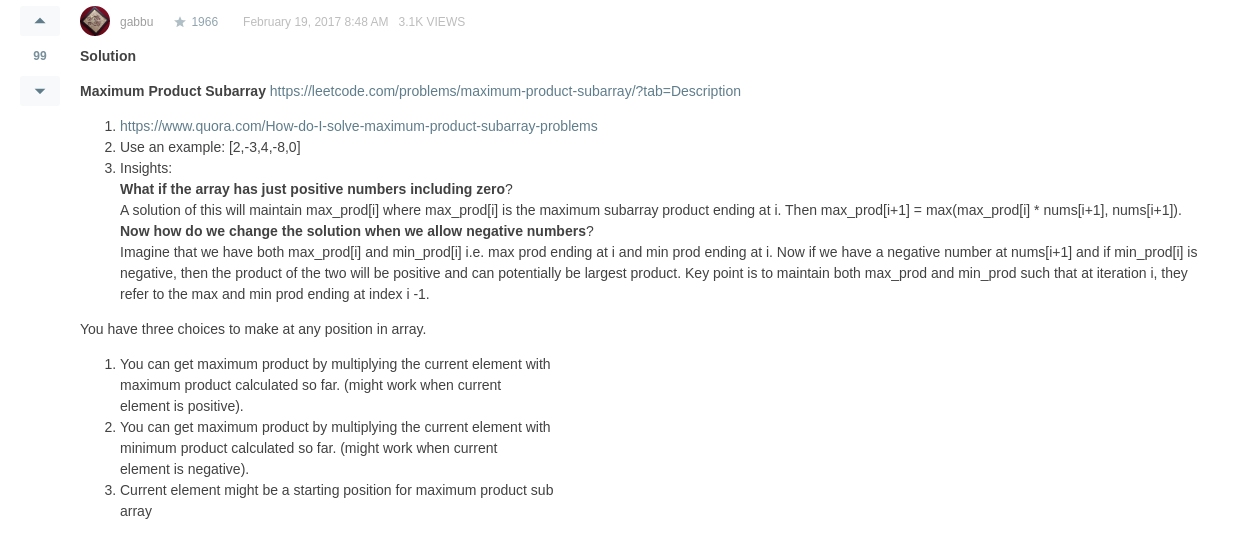 gabbu 1966 February 19, 2017 8:48 AM 3.1K VIEWS
99
Solution
Maximum Product Subarray https://leetcode.com/problems/maximum-product-subarray/?tab=Description
1. https://www.quora.com/How-do-I-solve-maximum-product-subarray-problems
2. Use an example: [2,-3,4,-8,0]
3. Insights:
What if the array has just positive numbers including zero?
A solution of this will maintain max_prod[i] where max_prod[i] is the maximum subarray product ending at i. Then max_prod[i+1] = max(max_prod[i] * nums[i+1], nums[i+1]).
Now how do we change the solution when we allow negative numbers?
Imagine that we have both max_prod[i] and min_prod[i] i.e. max prod ending at i and min prod ending at i. Now if we have a negative number at nums[i+1] and if min_prod[i] is
negative, then the product of the two will be positive and can potentially be largest product. Key point is to maintain both max_prod and min_prod such that at iteration i, they
refer to the max and min prod ending at index i -1.
You have three choices to make at any position in array.
1. You can get maximum product by multiplying the current element with
maximum product calculated so far. (might work when current
element is positive).
2. You can get maximum product by multiplying the current element with
minimum product calculated so far. (might work when current
element is negative).
3. Current element might be a starting position for maximum product sub
array